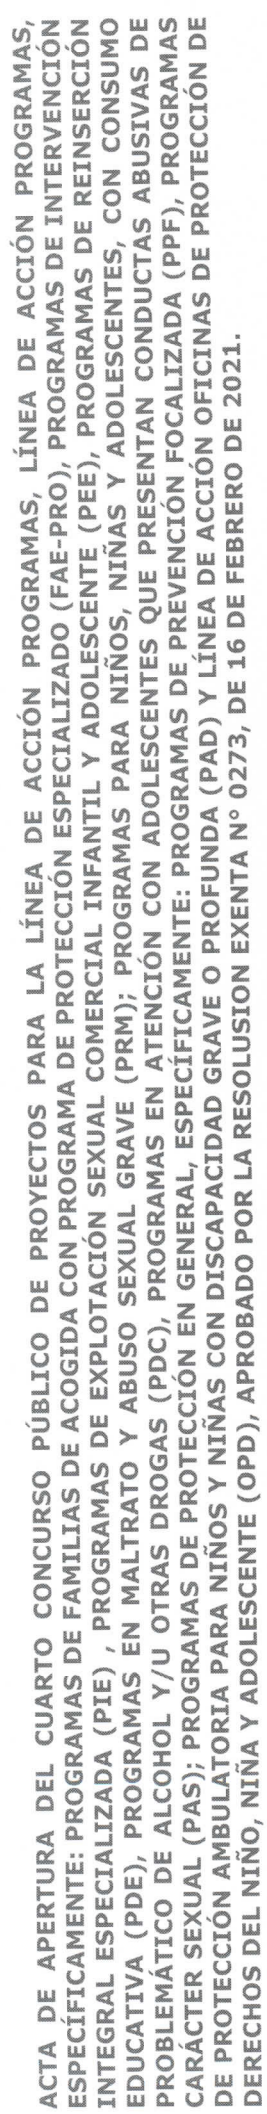 ACTA DE APERTURA DEL CUARTO CONCURSO PÚBLICO DE PROYECTOS PARA LA LÍNEA DE ACCIÓN PROGRAMAS, LÍNEA DE ACCIÓN PROGRAMAS,
ESPECÍFICAMENTE: PROGRAMAS DE FAMILIAS DE ACOGIDA CON PROGRAMA DE PROTECCIÓN ESPECIALIZADO (FAE-PRO), PROGRAMAS DE INTERVENCIÓN
INTEGRAL ESPECIALIZADA (PIE) , PROGRAMAS DE EXPLOTACIÓN SEXUAL COMERCIAL INFANTIL Y ADOLESCENTE (PEE), PROGRAMAS DE REINSERCIÓN
EDUCATIVA (PDE), PROGRAMAS EN MALTRATO Y ABUSO SEXUAL GRAVE (PRM); PROGRAMAS PARA NIÑOS, NIÑAS Y ADOLESCENTES, CON CONSUMO
PROBLEMÁTICO DE ALCOHOL Y/U OTRAS DROGAS (PDC), PROGRAMAS EN ATENCIÓN CON ADOLESCENTES QUE PRESENTAN CONDUCTAS ABUSIVAS DE
CARÁCTER SEXUAL (PAS); PROGRAMAS DE PROTECCIÓN EN GENERAL, ESPECÍFICAMENTE: PROGRAMAS DE PREVENCIÓN FOCALIZADA (PPF), PROGRAMAS
DE PROTECCIÓN AMBULATORIA PARA NIÑOS Y NIÑAS CON DISCAPACIDAD GRAVE O PROFUNDA (PAD) Y LÍNEA DE ACCIÓN OFICINAS DE PROTECCIÓN DE
DERECHOS DEL NIÑO, NIÑA Y ADOLESCENTE (OPD), APROBADO POR LA RESOLUSION EXENTA N° 0273, DE 16 DE FEBRERO DE 2021.